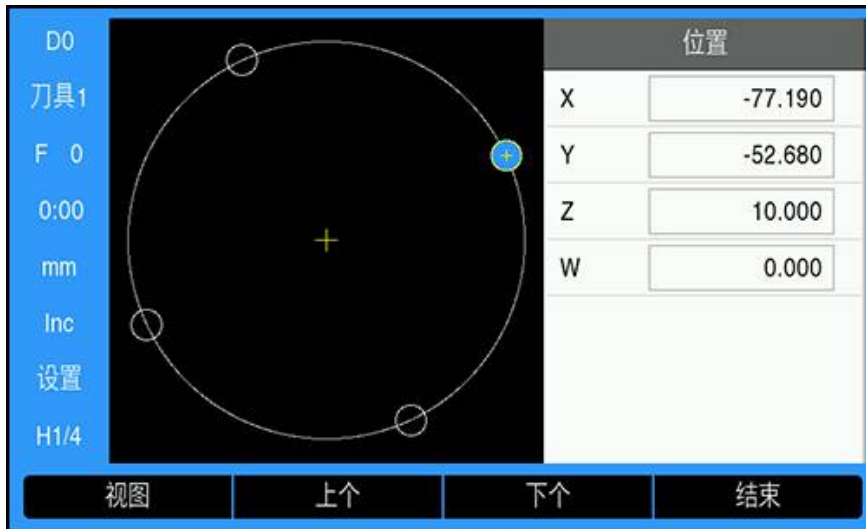 D0
刀具1
F 0
0:00
mm
Inc
设置
H1/4
位置
X -77.190
Y -52.680
Z 10.000
W 0.000
视图 上个 下个 结束